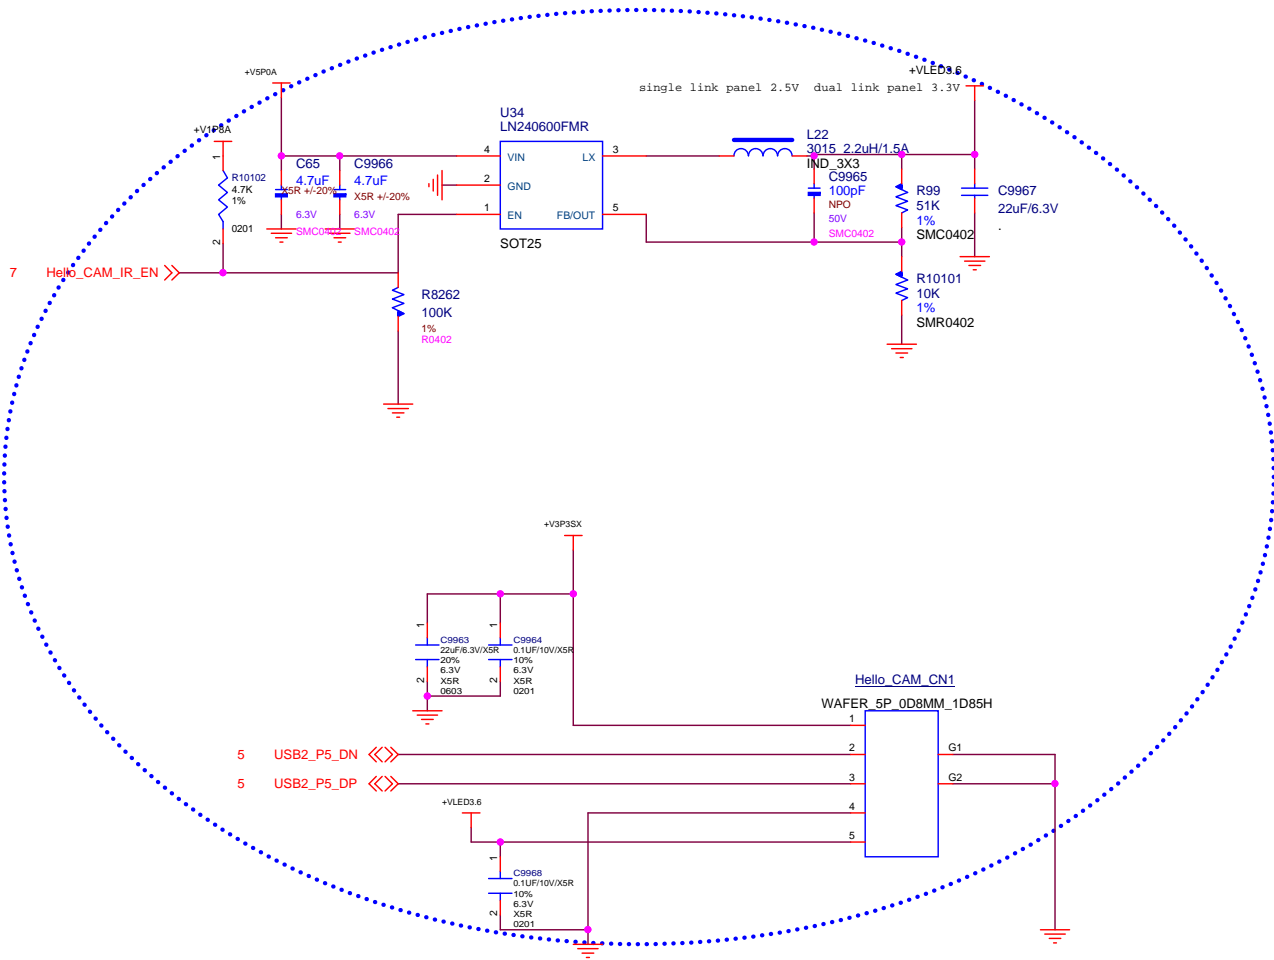 +V5P0A
+VLED3.6
single link panel 2.5V  dual link panel 3.3V
U34
LN240600FMR
+V1P8A
L22
3015_2.2uH/1.5A
IND_3X3
1
R10102
4.7K
1%
0201
2
C65
4.7uF
X5R +/-20%
6.3V
SMC0402
C9966
4.7uF
X5R +/-20%
6.3V
SMC0402
4
VIN
LX
3
2
GND
1
EN
FB/OUT
5
SOT25
C9965
100pF
NPO
50V
SMC0402
R99
51K
1%
SMC0402
C9967
22uF/6.3V
.
7
Hello_CAM_IR_EN
R8262
100K
1%
R0402
R10101
10K
1%
SMR0402
+V3P3SX
1
C9963
22uF/6.3V/X5R
20%
6.3V
X5R
0603
2
1
C9964
0.1UF/10V/X5R
10%
6.3V
X5R
0201
2
Hello_CAM_CN1
WAFER_5P_0D8MM_1D85H
1
2
3
4
5
G1
G2
5
USB2_P5_DN
5
USB2_P5_DP
+VLED3.6
1
C9968
0.1UF/10V/X5R
10%
6.3V
X5R
0201
2